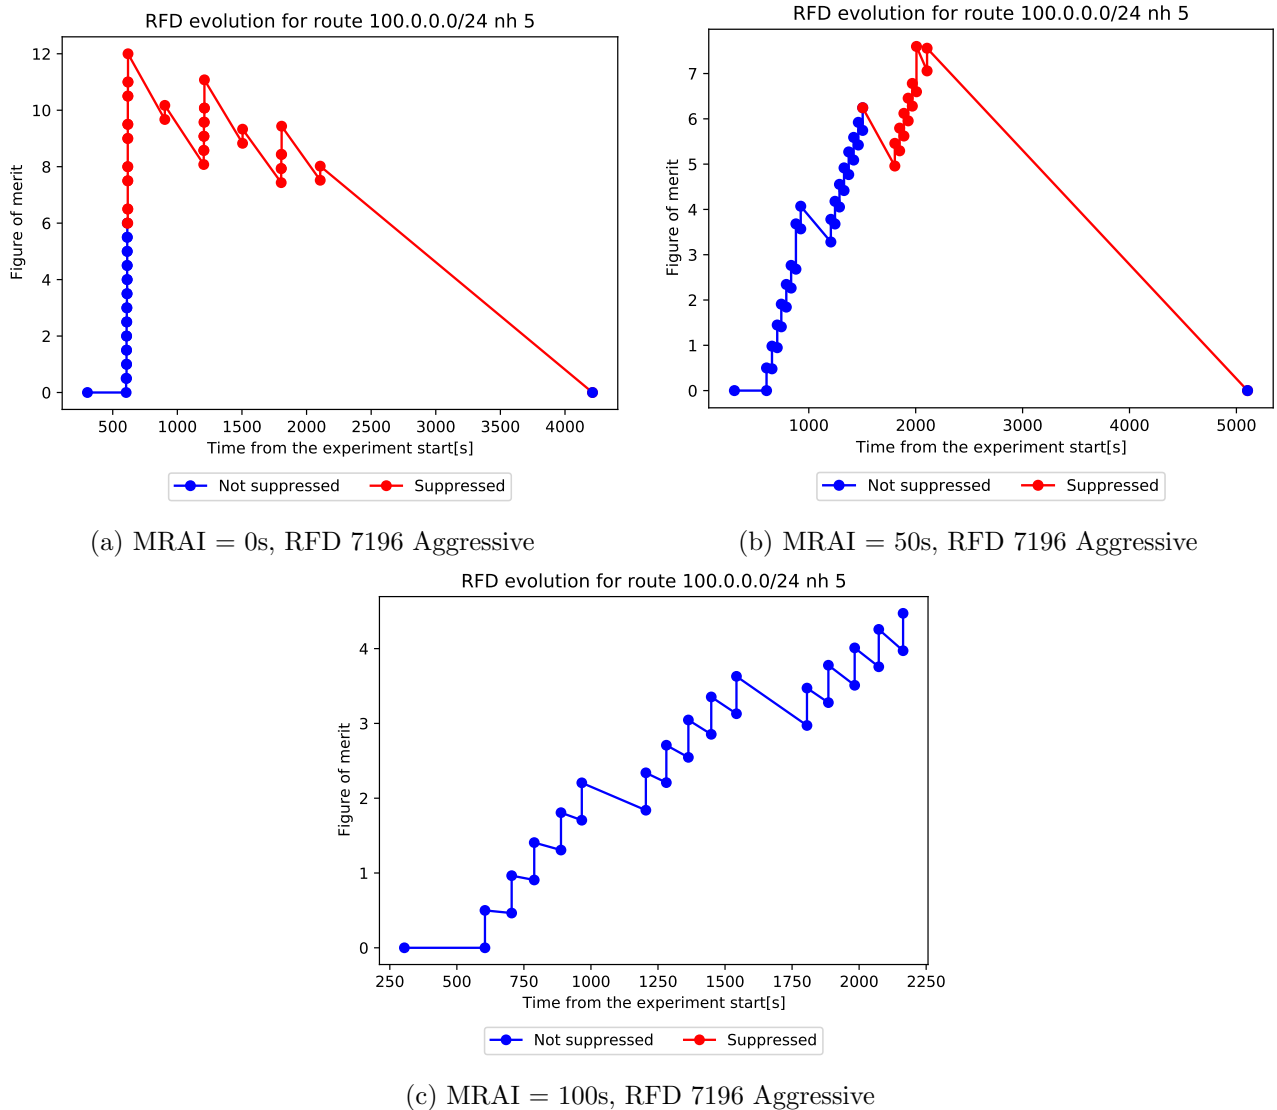 RFD evolution for route 100.0.0.0/24 nh 5
12
10
8
6
4
2
0
Figure of merit
500 1000 1500 2000 2500 3000 3500 4000
Time from the experiment start[s]
Not suppressed Suppressed
(a) MRAI = 0s, RFD 7196 Aggressive
RFD evolution for route 100.0.0.0/24 nh 5
7
6
5
4
3
2
1
0
Figure of merit
1000 2000 3000 4000 5000
Time from the experiment start[s]
Not suppressed Suppressed
(b) MRAI = 50s, RFD 7196 Aggressive
RFD evolution for route 100.0.0.0/24 nh 5
4
3
2
1
0
Figure of merit
250 500 750 1000 1250 1500 1750 2000 2250
Time from the experiment start[s]
Not suppressed Suppressed
(c) MRAI = 100s, RFD 7196 Aggressive